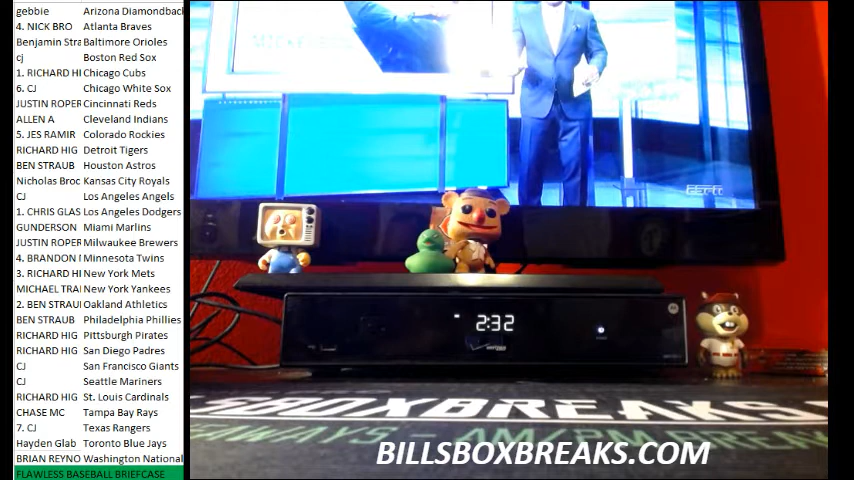 gebbie Arizona Diamondback
4. NICK BRO Atlanta Braves
Benjamin Stra Baltimore Orioles
cj Boston Red Sox
1. RICHARD HI Chicago Cubs
6. CJ Chicago White Sox
JUSTIN ROPER Cincinnati Reds
ALLEN A Cleveland Indians
5. JES RAMIR Colorado Rockies
RICHARD HIG Detroit Tigers
BEN STRAUB Houston Astros
Nicholas Broc Kansas City Royals
CJ Los Angeles Angels
1. CHRIS GLAS Los Angeles Dodgers
GUNDERSON Miami Marlins
JUSTIN ROPER Milwaukee Brewers
4. BRANDON Minnesota Twins
3. RICHARD HI New York Mets
MICHAEL TRA New York Yankees
2. BEN STRAU Oakland Athletics
BEN STRAUB Philadelphia Phillies
RICHARD HIG Pittsburgh Pirates
RICHARD HIG San Diego Padres
CJ San Francisco Giants
CJ Seattle Mariners
RICHARD HIG St. Louis Cardinals
CHASE MC Tampa Bay Rays
7. CJ Texas Rangers
Hayden Glab Toronto Blue Jays
BRIAN REYNO Washington National
FLAWLESS BASEBALL BRIEFCASE
ESPN
2:32
verizon
BOXBREAKS
BILLSBOXBREAKS.COM